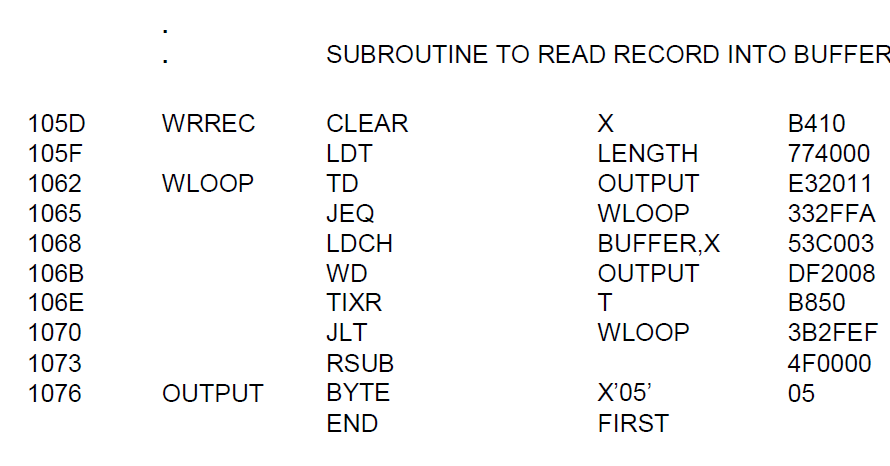 .
. SUBROUTINE TO READ RECORD INTO BUFFER
105D WRREC CLEAR X B410
105F LDT LENGTH 774000
1062 WLOOP TD OUTPUT E32011
1065 JEQ WLOOP 332FFA
1068 LDCH BUFFER,X 53C003
106B WD OUTPUT DF2008
106E TIXR T B850
1070 JLT WLOOP 3B2FEF
1073 RSUB 4F0000
1076 OUTPUT BYTE X’05’ 05
END FIRST